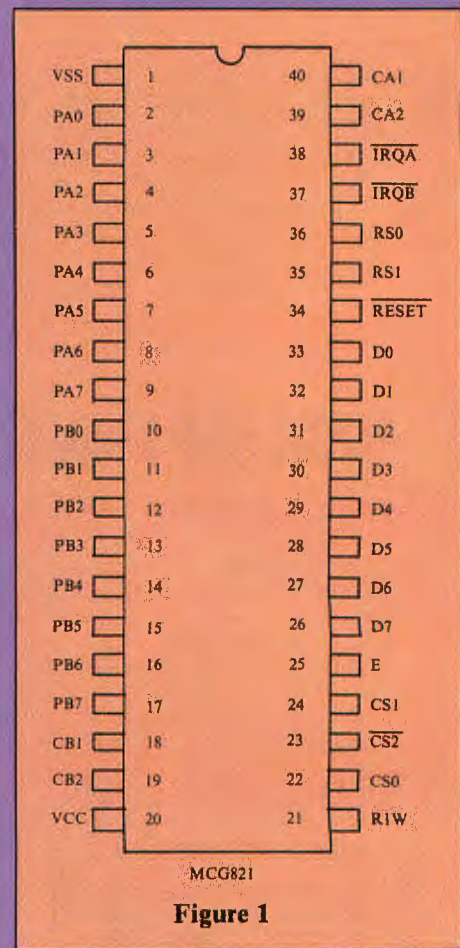 VSS 1 40 CA1
PA0 2 39 CA2
PA1 3 38 IRQA
PA2 4 37 IRQB
PA3 5 36 RS0
PA4 6 35 RS1
PA5 7 34 RESET
PA6 8 33 D0
PA7 9 32 D1
PB0 10 31 D2
PB1 11 30 D3
PB2 12 29 D4
PB3 13 28 D5
PB4 14 27 D6
PB5 15 26 D7
PB6 16 25 E
PB7 17 24 CS1
CB1 18 23 CS2
CB2 19 22 CS0
VCC 20 21 R1W
MCG821
Figure 1